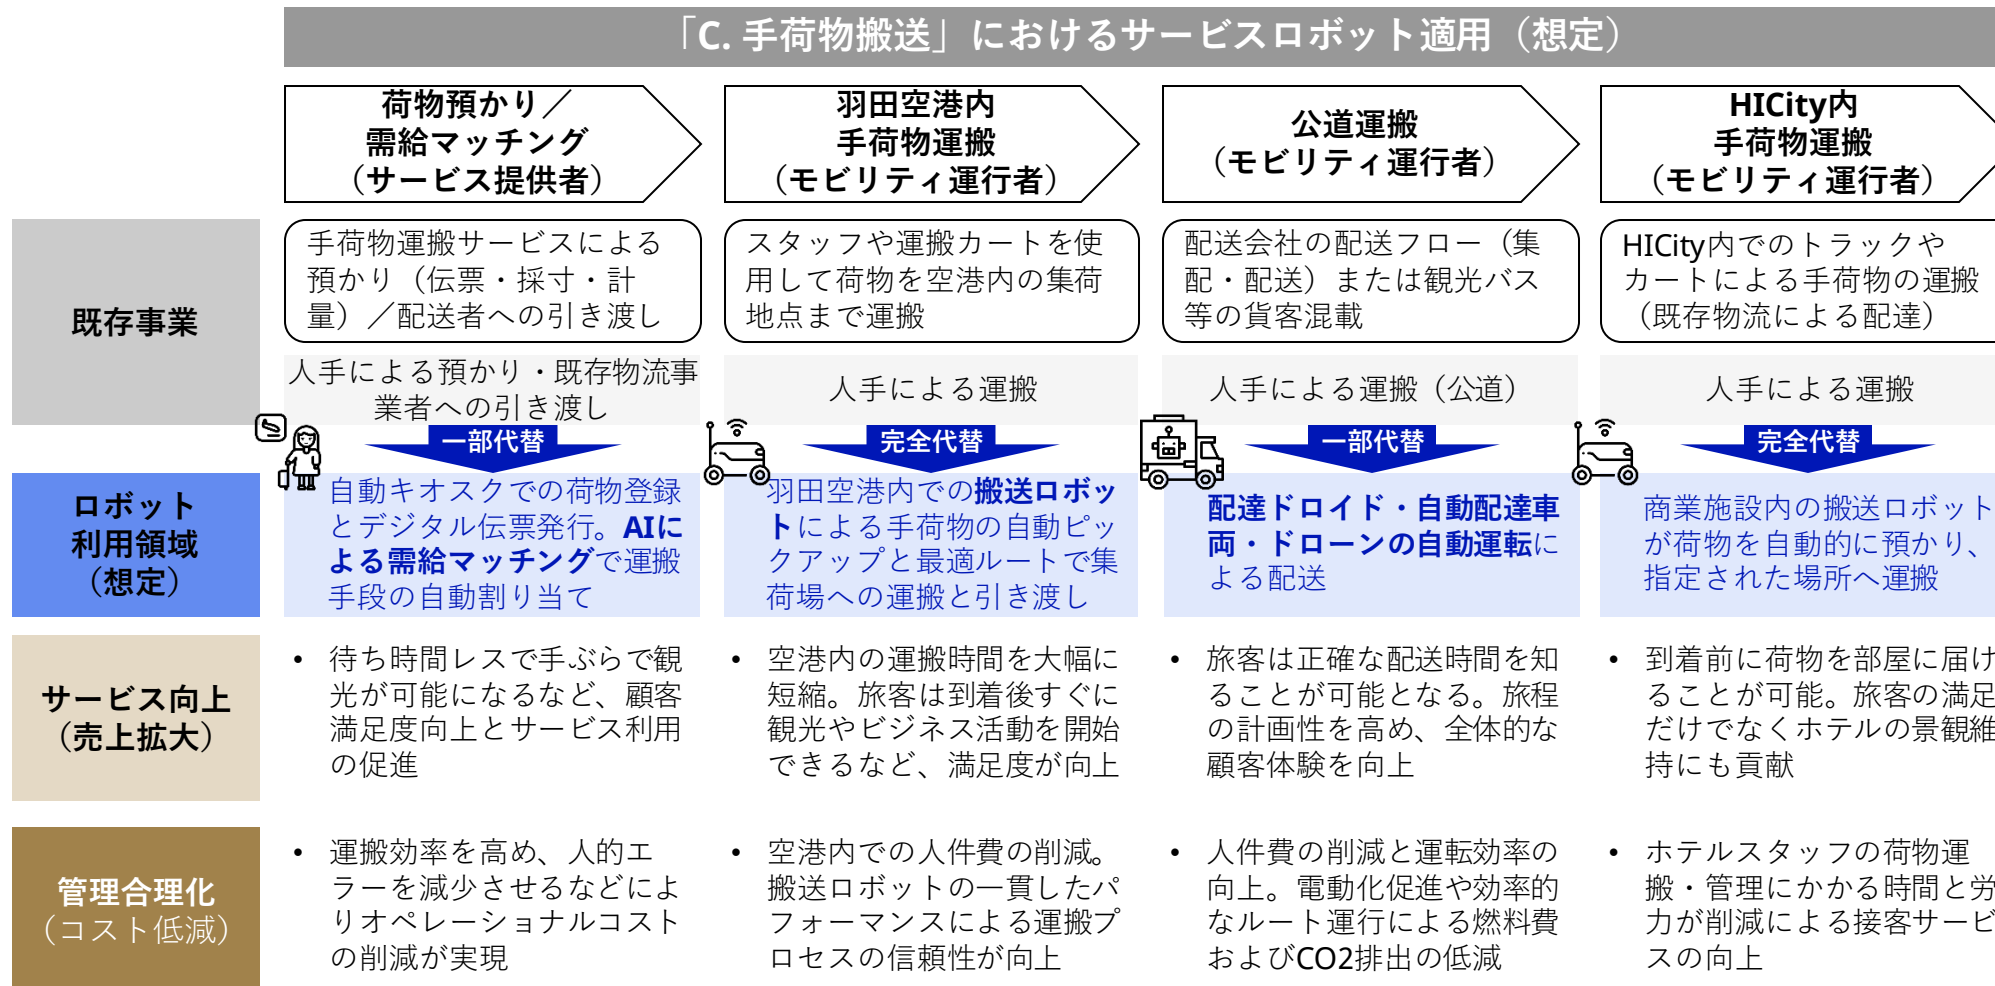 「C. 手荷物搬送」におけるサービスロボット適用（想定）
荷物預かり／
需給マッチング
（サービス提供者）
羽田空港内
手荷物運搬
（モビリティ運行者）
公道運搬
（モビリティ運行者）
HICity内
手荷物運搬
（モビリティ運行者）
既存事業
手荷物運搬サービスによる
預かり（伝票・採寸・計
量）／配送者への引き渡し
スタッフや運搬カートを使
用して荷物を空港内の集荷
地点まで運搬
配送会社の配送フロー（集
配・配送）または観光バス
等の貨客混載
HICity内でのトラックや
カートによる手荷物の運搬
（既存物流による配達）
人手による預かり・既存物流事
業者への引き渡し
人手による運搬
人手による運搬（公道）
人手による運搬
一部代替
完全代替
一部代替
完全代替
ロボット
利用領域
（想定）
自動キオスクでの荷物登録
とデジタル伝票発行。AIに
よる需給マッチングで運搬
手段の自動割り当て
羽田空港内での搬送ロボッ
トによる手荷物の自動ピッ
クアップと最適ルートで集
荷場への運搬と引き渡し
配達ドロイド・自動配達車
両・ドローンの自動運転に
よる配送
商業施設内の搬送ロボット
が荷物を自動的に預かり、
指定された場所へ運搬
サービス向上
（売上拡大）
• 待ち時間レスで手ぶらで観
光が可能になるなど、顧客
満足度向上とサービス利用
の促進
• 空港内の運搬時間を大幅に
短縮。旅客は到着後すぐに
観光やビジネス活動を開始
できるなど、満足度が向上
• 旅客は正確な配送時間を知
ることが可能となる。旅程
の計画性を高め、全体的な
顧客体験を向上
• 到着前に荷物を部屋に届け
ることが可能。旅客の満足
だけでなくホテルの景観維
持にも貢献
管理合理化
（コスト低減）
• 運搬効率を高め、人的エ
ラーを減少させるなどによ
りオペレーショナルコスト
の削減が実現
• 空港内での人件費の削減。
搬送ロボットの一貫したパ
フォーマンスによる運搬プ
ロセスの信頼性が向上
• 人件費の削減と運転効率の
向上。電動化促進や効率的
なルート運行による燃料費
およびCO2排出の低減
• ホテルスタッフの荷物運
搬・管理にかかる時間と労
力が削減による接客サービ
スの向上